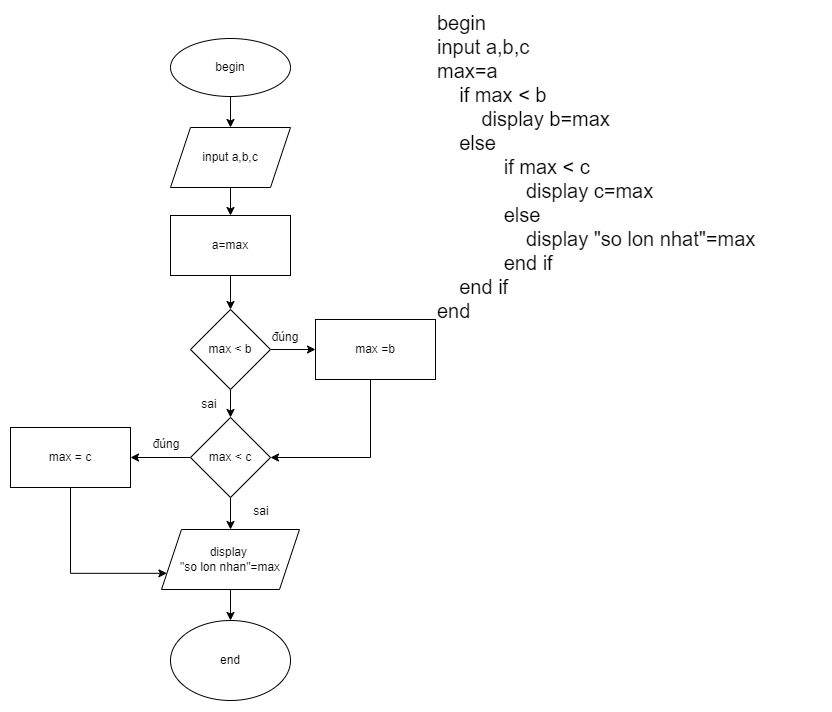 begin
input a,b,c
a=max
max < b
đúng
max =b
sai
max < c
đúng
max = c
sai
display
"so lon nhan"=max
end
begin
input a,b,c
max=a
if max < b
display b=max
else
if max < c
display c=max
else
display "so lon nhat"=max
end if
end if
end